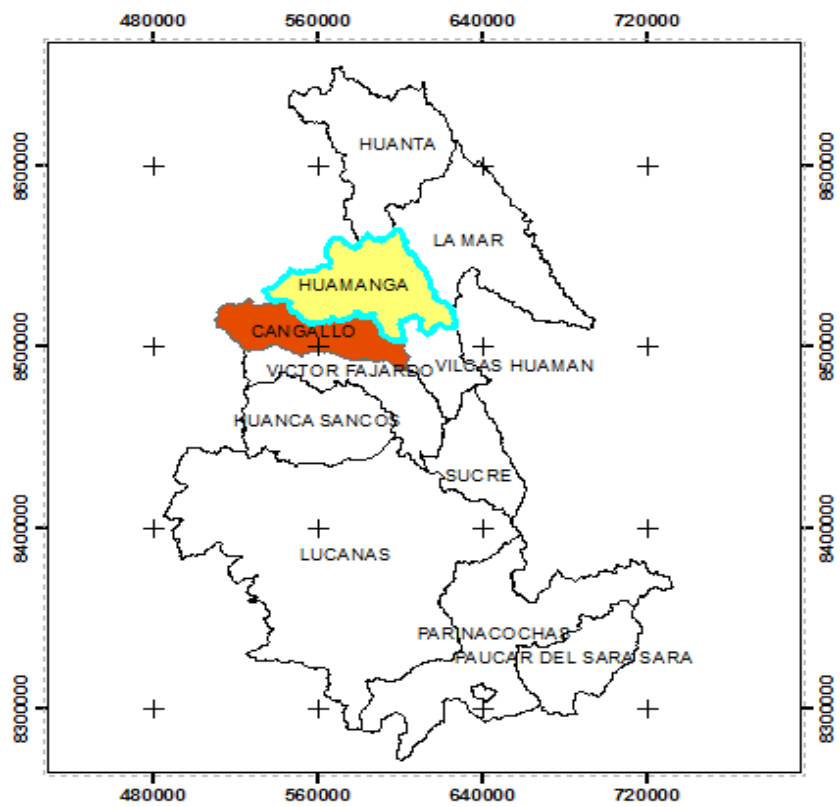 480000 560000 640000 720000
8600000 8600000
8500000 8500000
8400000 8400000
8300000 8300000
HUANTA
LA MAR
HUAMANGA
CANGALLO
VILCAS HUAMAN
VICTOR FAJARDO
HUANCA SANCOS
SUCRE
LUCANAS
PARINACOCHAS
PAUCAR DEL SARA SARA
480000 560000 640000 720000